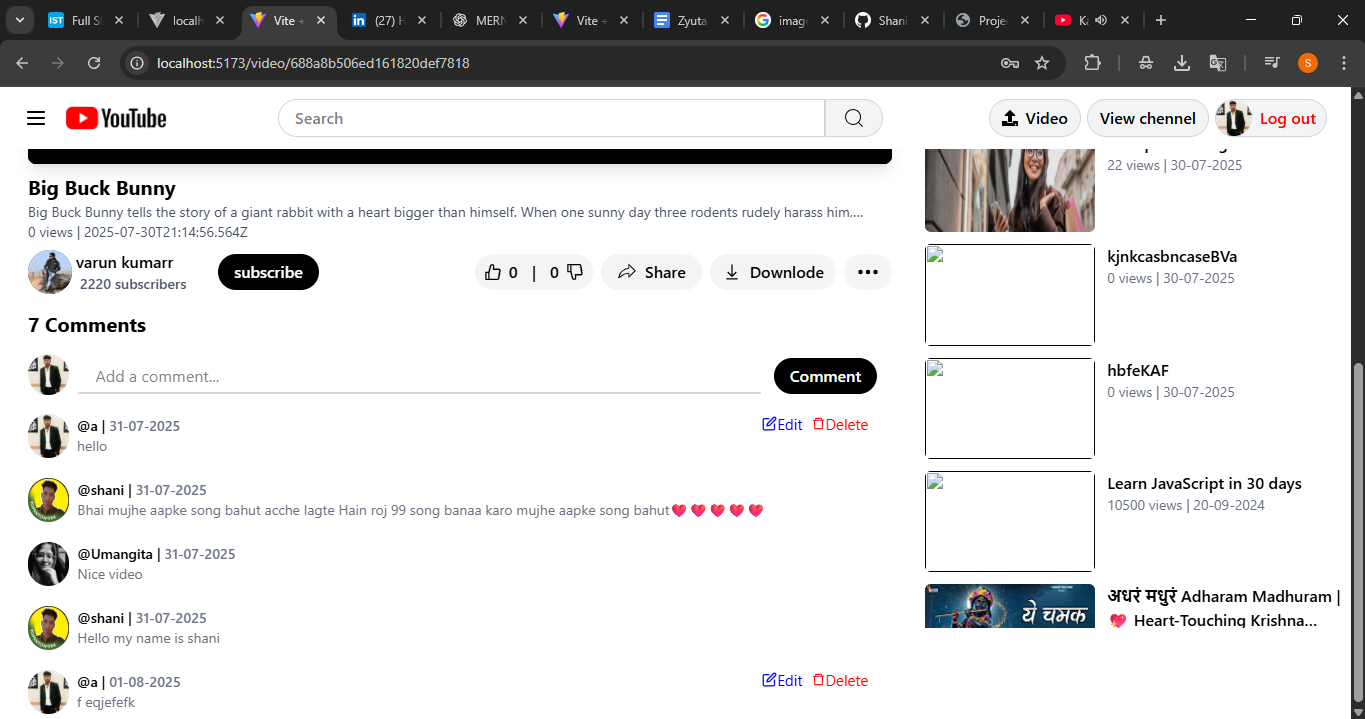 Full S
localh
Vite +
(27) H
MERN
Vite +
Zyuta
imag
Shani
Proje
Ka
localhost:5173/video/688a8b506ed161820def7818
S
YouTube
Search
Video
View channel
Log out
22 views | 30-07-2025
Big Buck Bunny
Big Buck Bunny tells the story of a giant rabbit with a heart bigger than himself. When one sunny day three rodents rudely harass him,...
0 views | 2025-07-30T21:14:56.564Z
varun kumarr
2220 subscribers
subscribe
0 | 0
Share
Downlode
7 Comments
Add a comment...
Comment
@a | 31-07-2025
Edit Delete
hello
@shani | 31-07-2025
Bhai mujhe aapke song bahut acche lagte Hain roj 99 song banaa karo mujhe aapke song bahut💖 💖 💖 💖 💖
@Umangita | 31-07-2025
Nice video
@shani | 31-07-2025
Hello my name is shani
@a | 01-08-2025
Edit Delete
f eqjefefk
kjnkcasbncaseBVa
0 views | 30-07-2025
hbfeKAF
0 views | 30-07-2025
Learn JavaScript in 30 days
10500 views | 20-09-2024
ये चमक
अधरं मधुरं Adharam Madhuram |
💖 Heart-Touching Krishna...